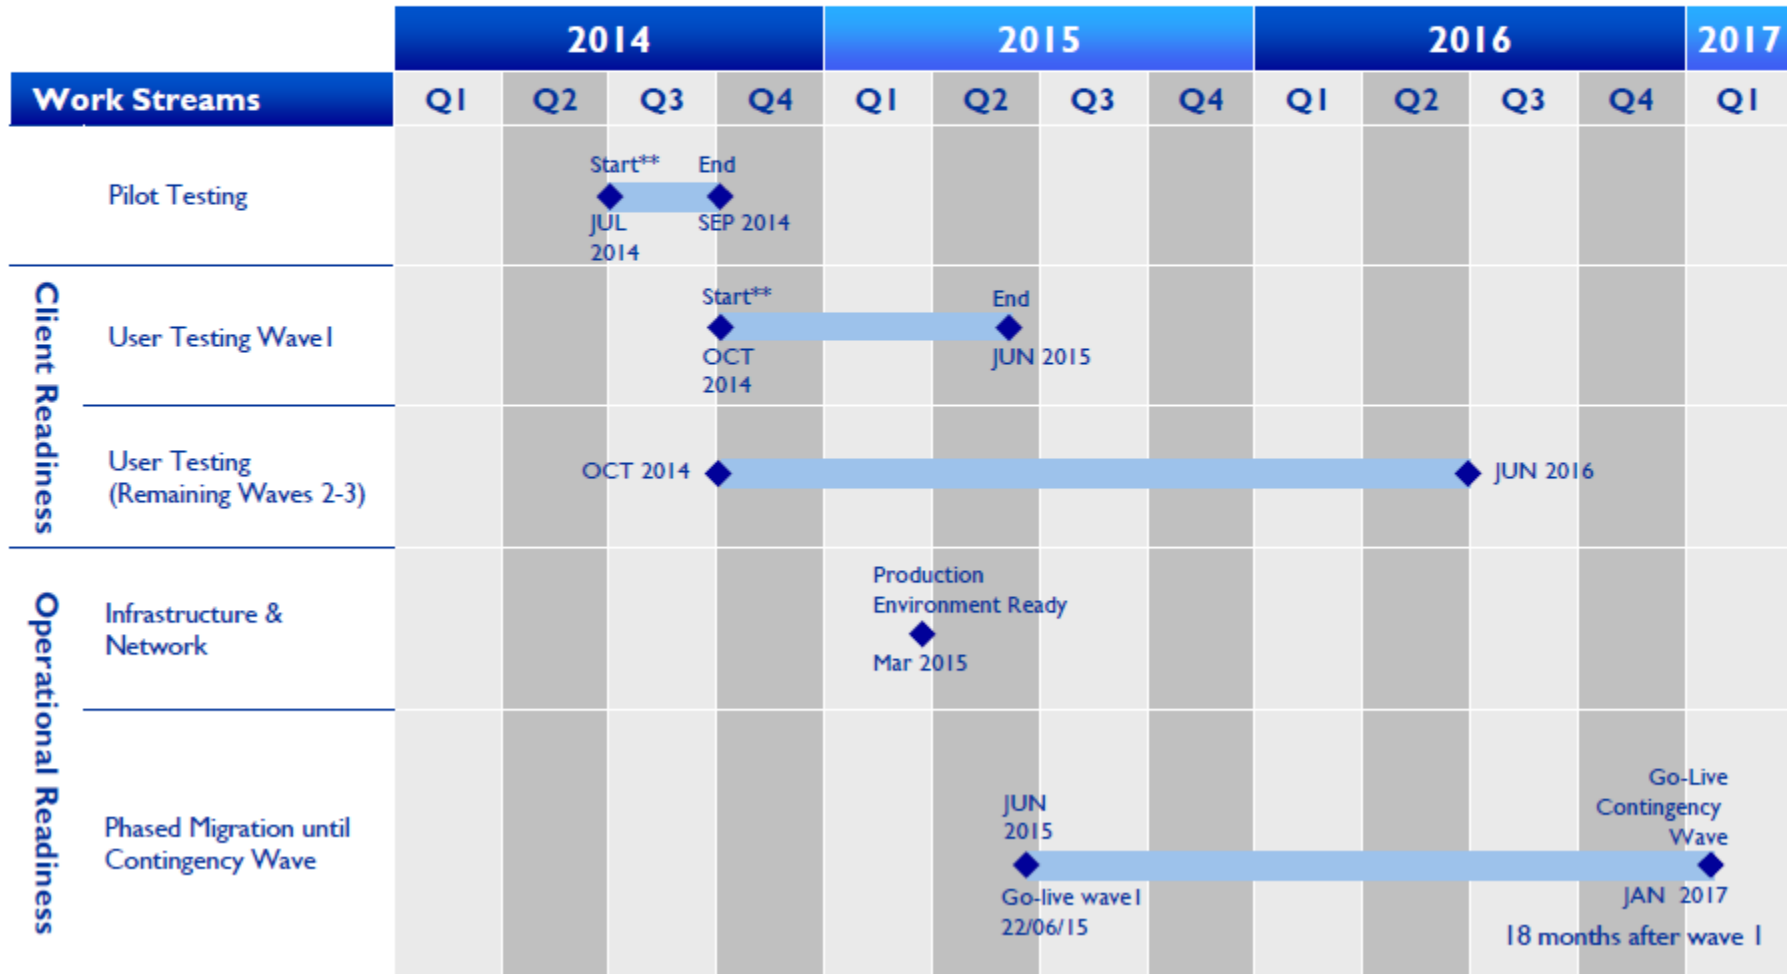 2014 2015 2016 2017
Work Streams Q1 Q2 Q3 Q4 Q1 Q2 Q3 Q4 Q1 Q2 Q3 Q4 Q1
Pilot Testing
Start** End
JUL
2014
SEP 2014
Client Readiness
User Testing Wave1
Start** End
OCT
2014
JUN 2015
User Testing
(Remaining Waves 2-3)
OCT 2014 JUN 2016
Operational Readiness
Infrastructure &
Network
Production
Environment Ready
Mar 2015
Phased Migration until
Contingency Wave
JUN
2015
Go-live wave1
22/06/15
Go-Live
Contingency
Wave
JAN 2017
18 months after wave 1